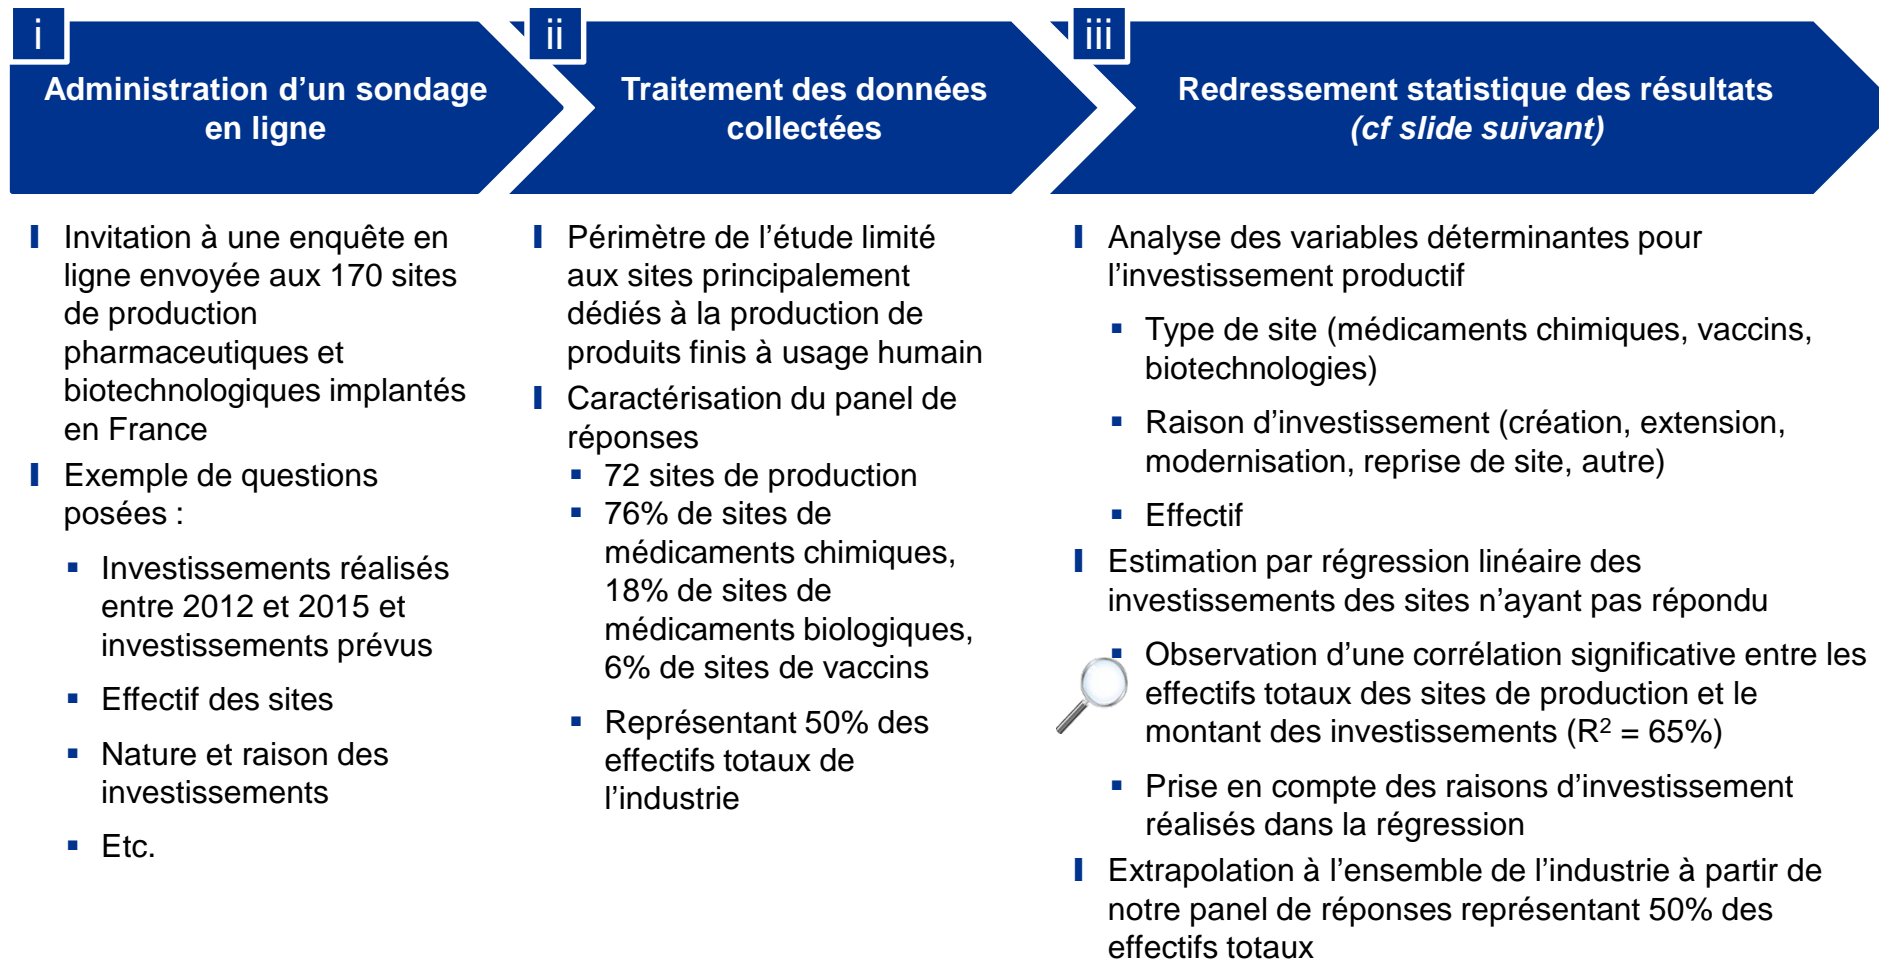 i
Administration d’un sondage
en ligne
Invitation à une enquête en
ligne envoyée aux 170 sites
de production
pharmaceutiques et
biotechnologiques implantés
en France
Exemple de questions
posées :
Investissements réalisés
entre 2012 et 2015 et
investissements prévus
Effectif des sites
Nature et raison des
investissements
Etc.
ii
Traitement des données
collectées
Périmètre de l’étude limité
aux sites principalement
dédiés à la production de
produits finis à usage humain
Caractérisation du panel de
réponses
72 sites de production
76% de sites de
médicaments chimiques,
18% de sites de
médicaments biologiques,
6% de sites de vaccins
Représentant 50% des
effectifs totaux de
l’industrie
iii
Redressement statistique des résultats
(cf slide suivant)
Analyse des variables déterminantes pour
l’investissement productif
Type de site (médicaments chimiques, vaccins,
biotechnologies)
Raison d’investissement (création, extension,
modernisation, reprise de site, autre)
Effectif
Estimation par régression linéaire des
investissements des sites n’ayant pas répondu
Observation d’une corrélation significative entre les
effectifs totaux des sites de production et le
montant des investissements (R² = 65%)
Prise en compte des raisons d’investissement
réalisés dans la régression
Extrapolation à l’ensemble de l’industrie à partir de
notre panel de réponses représentant 50% des
effectifs totaux